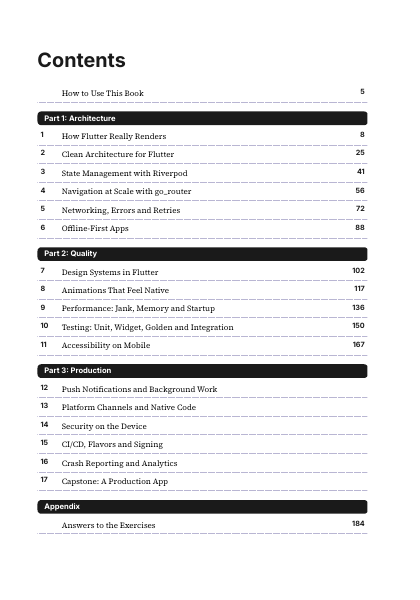 Contents
How to Use This Book 5
Part 1: Architecture
1 How Flutter Really Renders 8
2 Clean Architecture for Flutter 25
3 State Management with Riverpod 41
4 Navigation at Scale with go_router 56
5 Networking, Errors and Retries 72
6 Offline-First Apps 88
Part 2: Quality
7 Design Systems in Flutter 102
8 Animations That Feel Native 117
9 Performance: Jank, Memory and Startup 136
10 Testing: Unit, Widget, Golden and Integration 150
11 Accessibility on Mobile 167
Part 3: Production
12 Push Notifications and Background Work
13 Platform Channels and Native Code
14 Security on the Device
15 CI/CD, Flavors and Signing
16 Crash Reporting and Analytics
17 Capstone: A Production App
Appendix
Answers to the Exercises 184